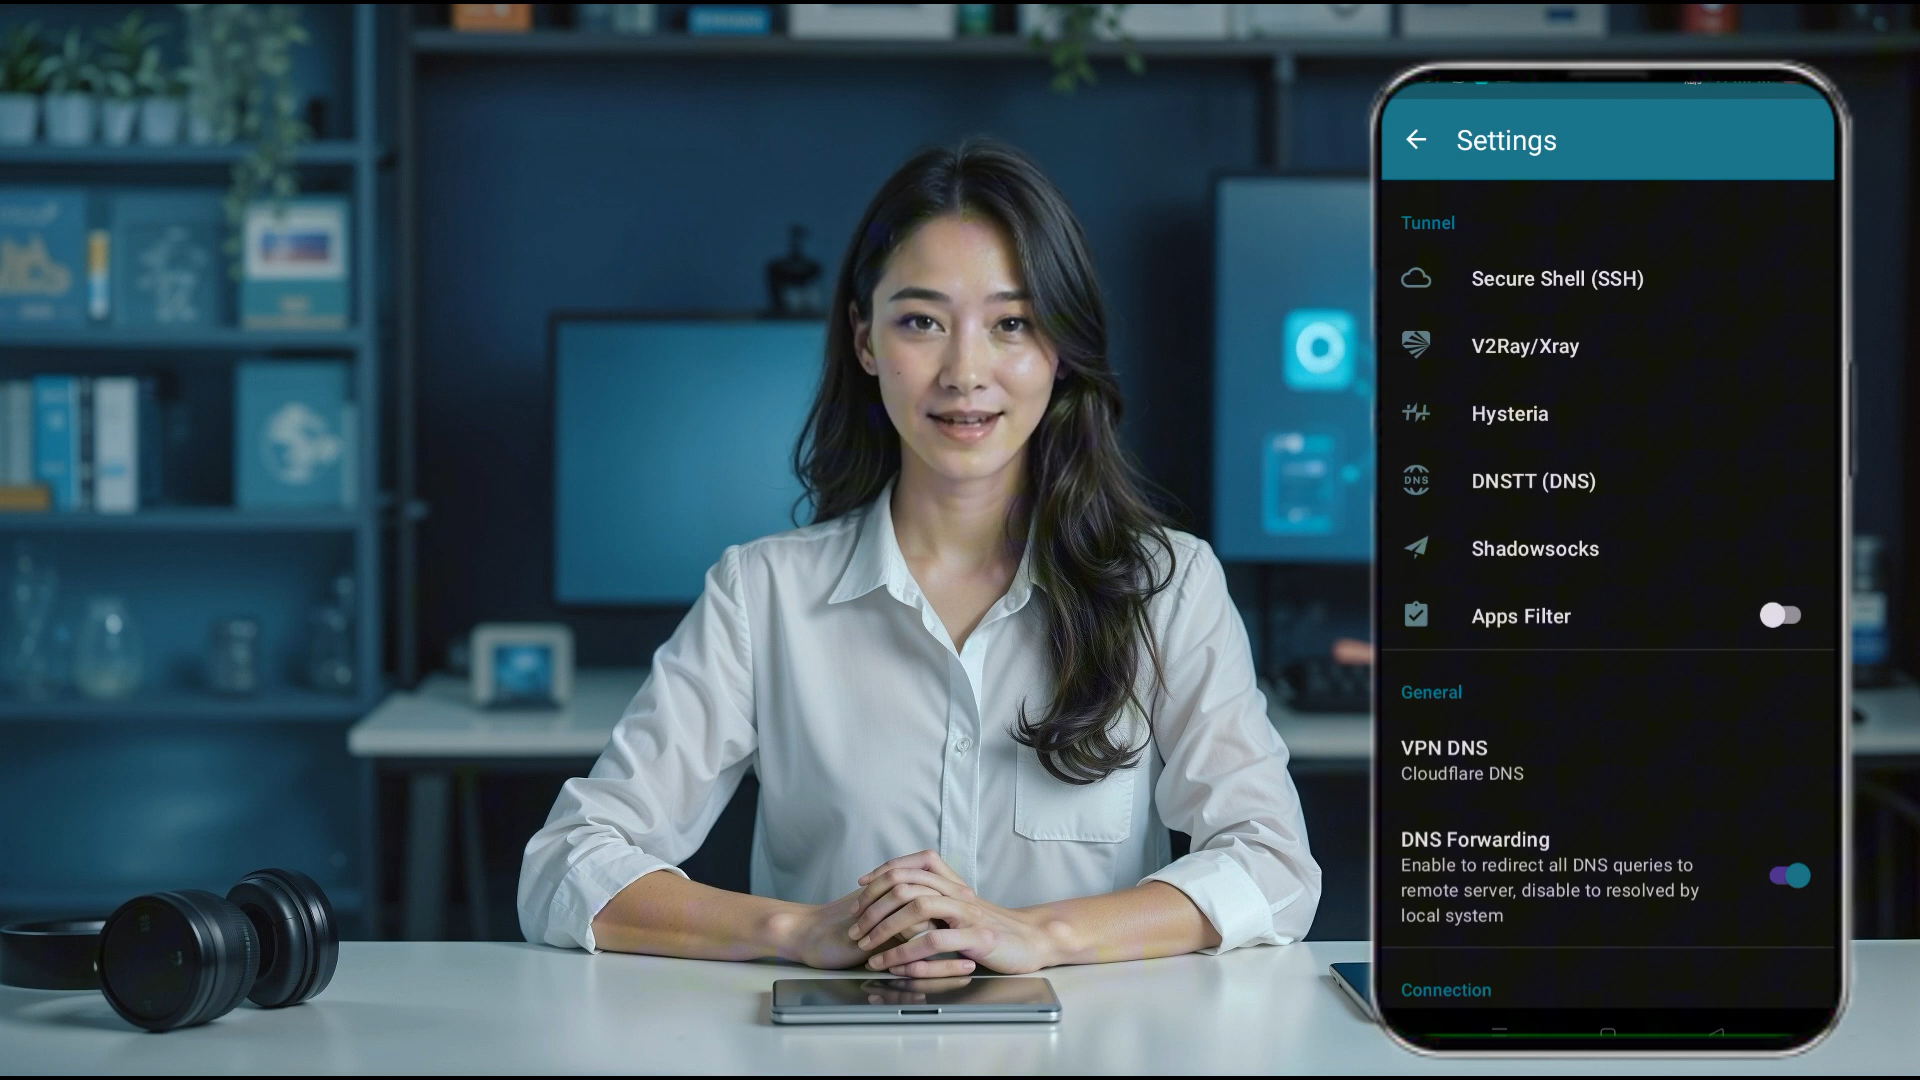 Settings
Tunnel
Secure Shell (SSH)
V2Ray/Xray
Hysteria
DNS
DNSTT (DNS)
Shadowsocks
Apps Filter
General
VPN DNS
Cloudflare DNS
DNS Forwarding
Enable to redirect all DNS queries to
remote server, disable to resolved by
local system
Connection